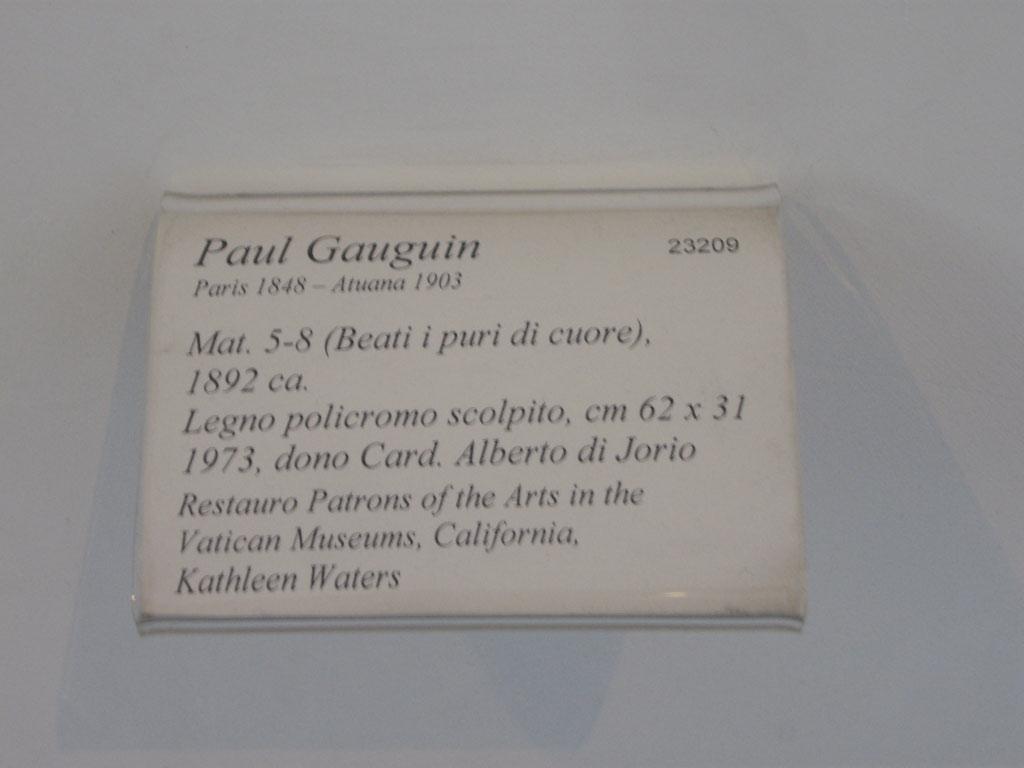 Paul Gauguin 23209
Paris 1848 – Atuana 1903
Mat. 5-8 (Beati i puri di cuore),
1892 ca.
Legno policromo scolpito, cm 62 x 31
1973, dono Card. Alberto di Jorio
Restauro Patrons of the Arts in the
Vatican Museums, California,
Kathleen Waters